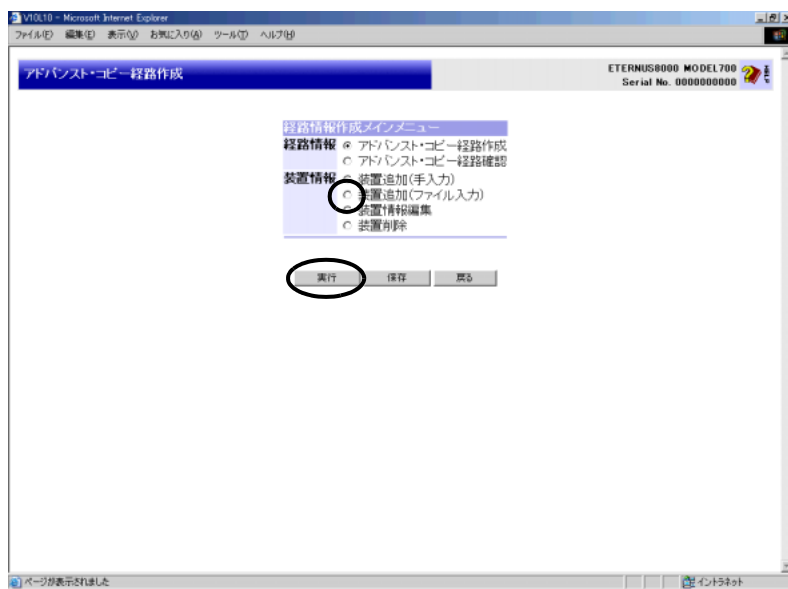 V10L10 - Microsoft Internet Explorer
ファイル(F) 編集(E) 表示(V) お気に入り(A) ツール(T) ヘルプ(H)
アドバンスト・コピー経路作成
ETERNUS8000 MODEL700
Serial No. 0000000000
HELP
経路情報作成メインメニュー
経路情報 アドバンスト・コピー経路作成
アドバンスト・コピー経路確認
装置情報 装置追加(手入力)
装置追加(ファイル入力)
装置情報編集
装置削除
実行 保存 戻る
ページが表示されました イントラネット